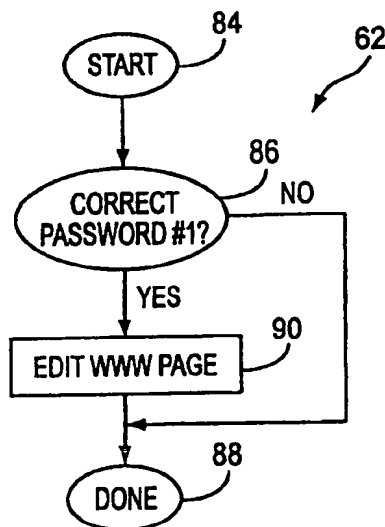 84
START
62
86
CORRECT
PASSWORD #1?
NO
YES
90
EDIT WWW PAGE
88
DONE